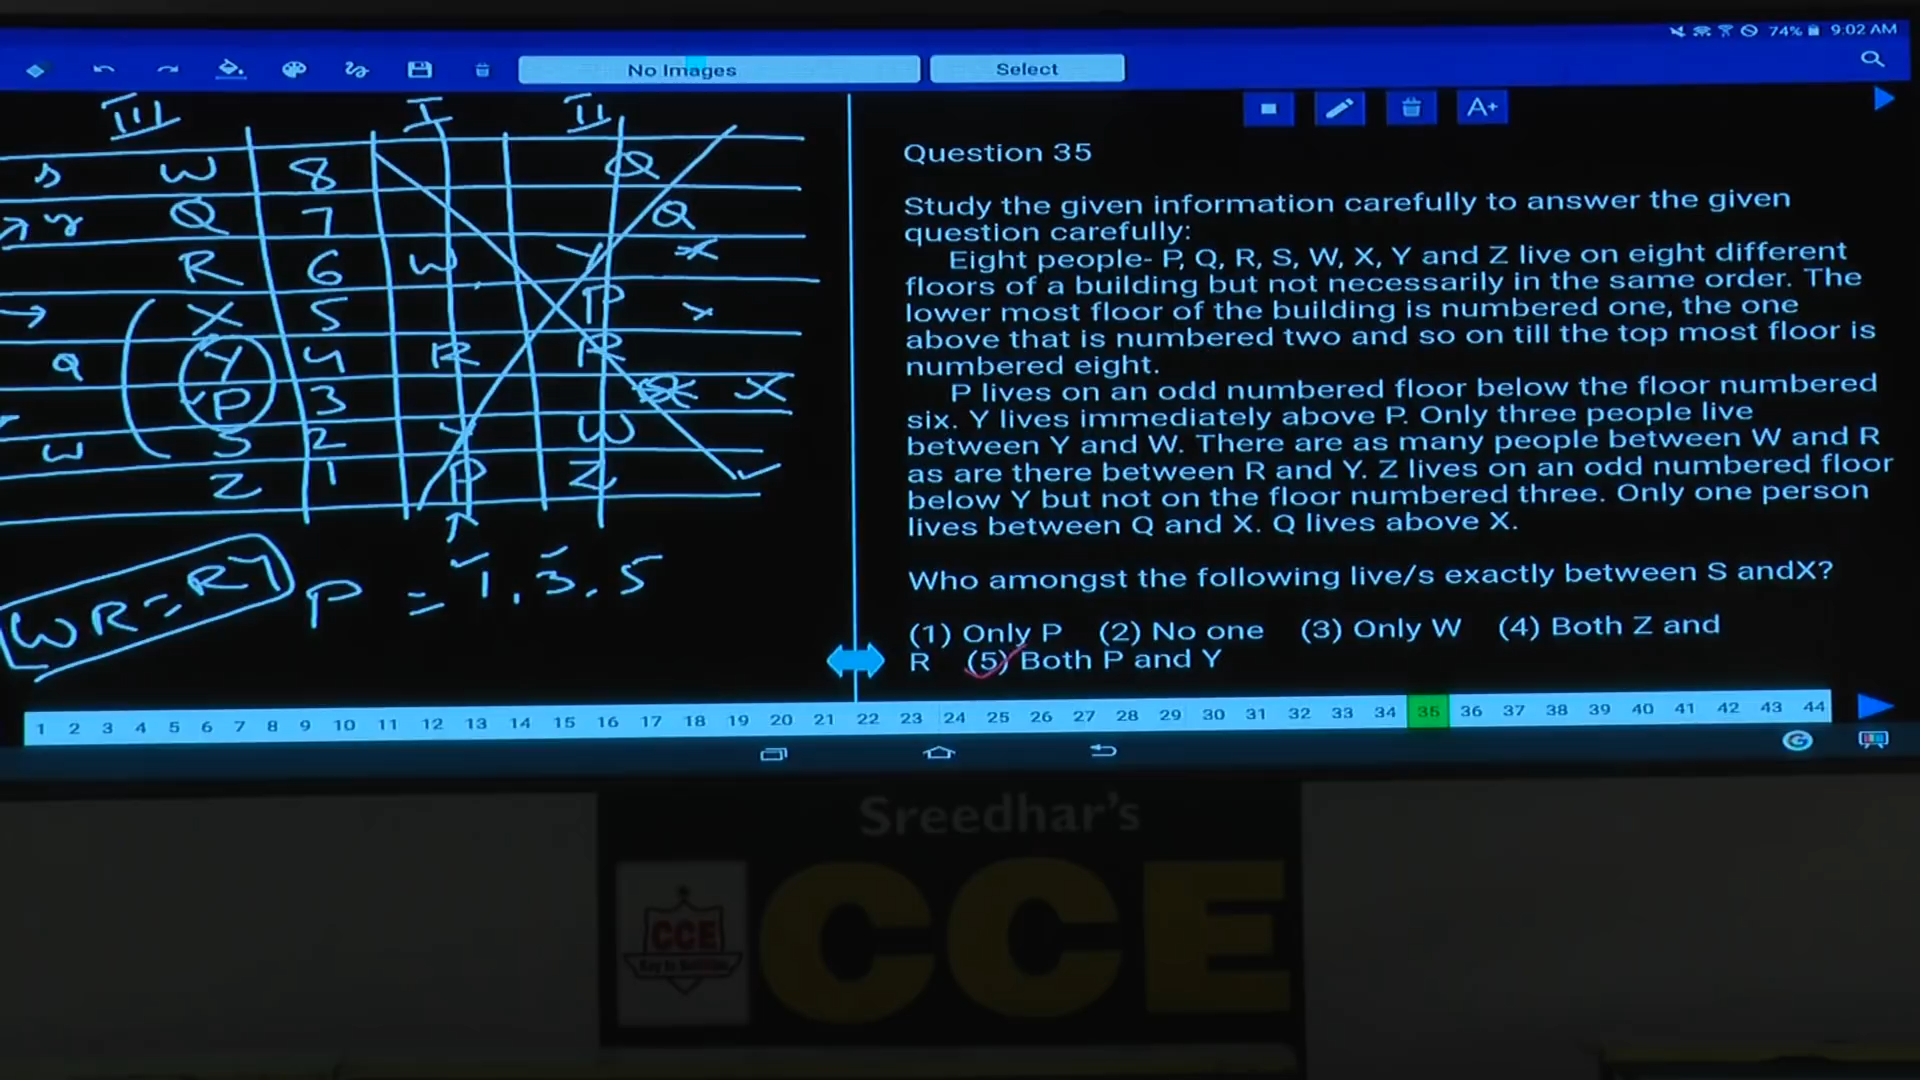 74% 9:02 AM
No Images Select
A+
III I II
s W 8 Q
Q 7 Q
R 6 W Y
X 5 P
Q Y 4 R R
P 3 X
W S 2 Y W
Z 1 P Z
WR = RY P = 1, 3, 5
Question 35
Study the given information carefully to answer the given
question carefully:
Eight people- P, Q, R, S, W, X, Y and Z live on eight different
floors of a building but not necessarily in the same order. The
lower most floor of the building is numbered one, the one
above that is numbered two and so on till the top most floor is
numbered eight.
P lives on an odd numbered floor below the floor numbered
six. Y lives immediately above P. Only three people live
between Y and W. There are as many people between W and R
as are there between R and Y. Z lives on an odd numbered floor
below Y but not on the floor numbered three. Only one person
lives between Q and X. Q lives above X.
Who amongst the following live/s exactly between S andX?
(1) Only P (2) No one (3) Only W (4) Both Z and
R (5) Both P and Y
1 2 3 4 5 6 7 8 9 10 11 12 13 14 15 16 17 18 19 20 21 22 23 24 25 26 27 28 29 30 31 32 33 34 35 36 37 38 39 40 41 42 43 44
G
Sreedhar's
CCE
CCE